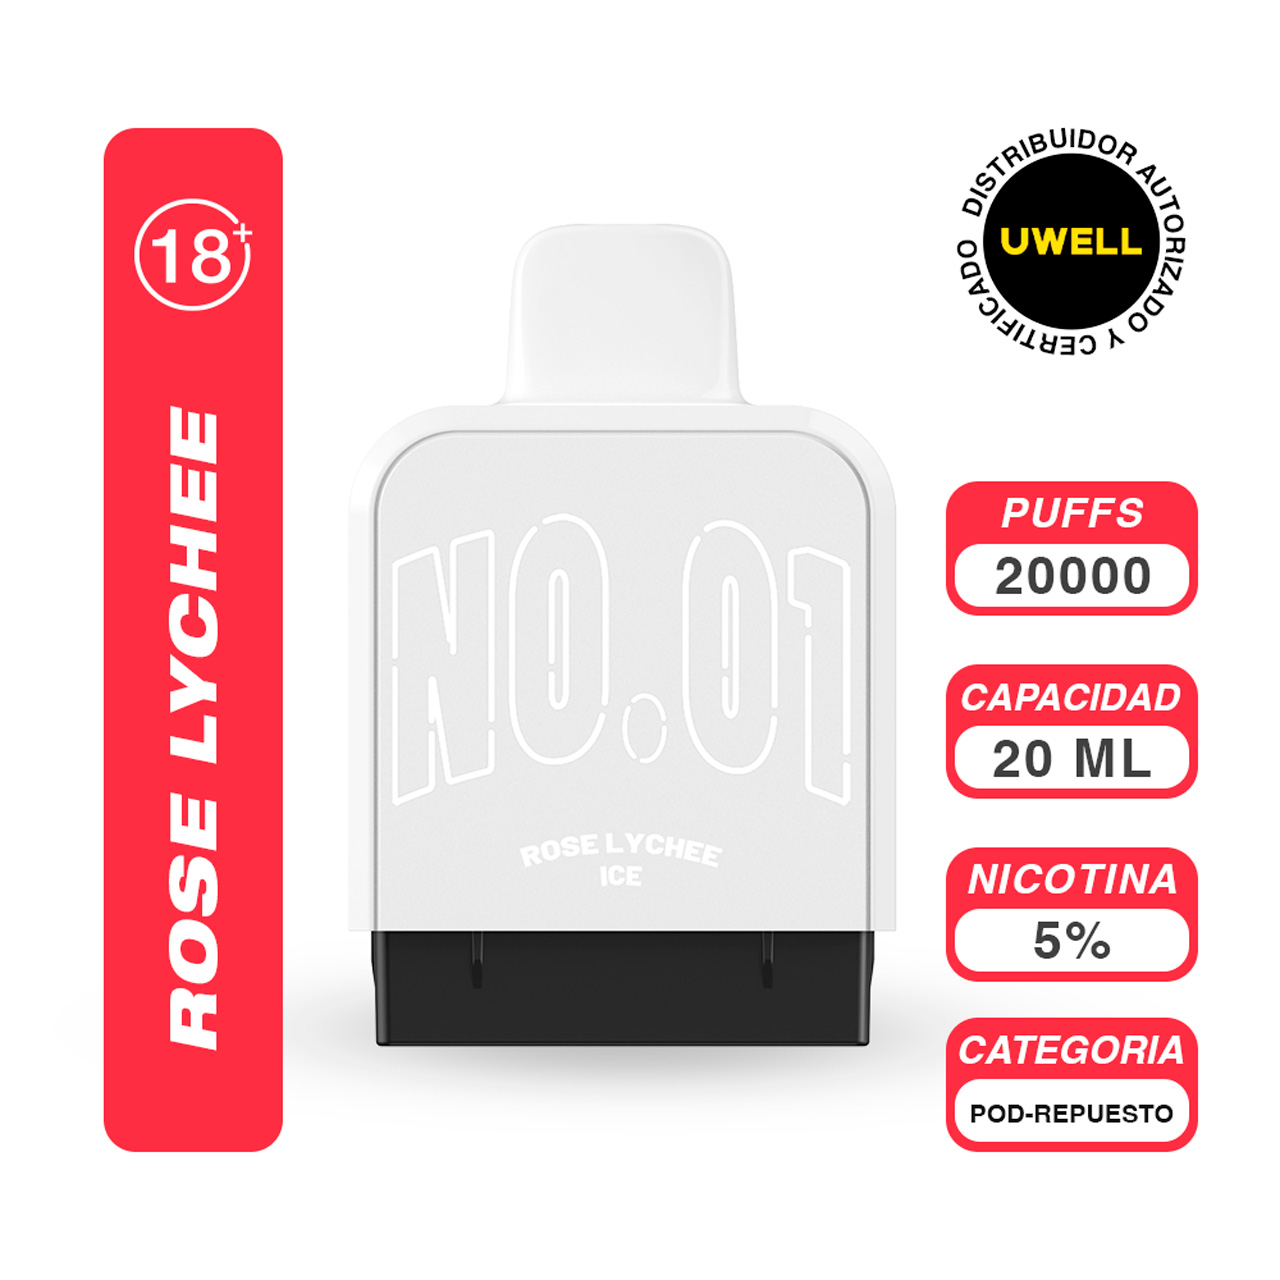 18+
ROSE LYCHEE
NO.01
ROSE LYCHEE
ICE
DISTRIBUIDOR AUTORIZADO Y CERTIFICADO
UWELL
PUFFS
20000
CAPACIDAD
20 ML
NICOTINA
5%
CATEGORIA
POD-REPUESTO